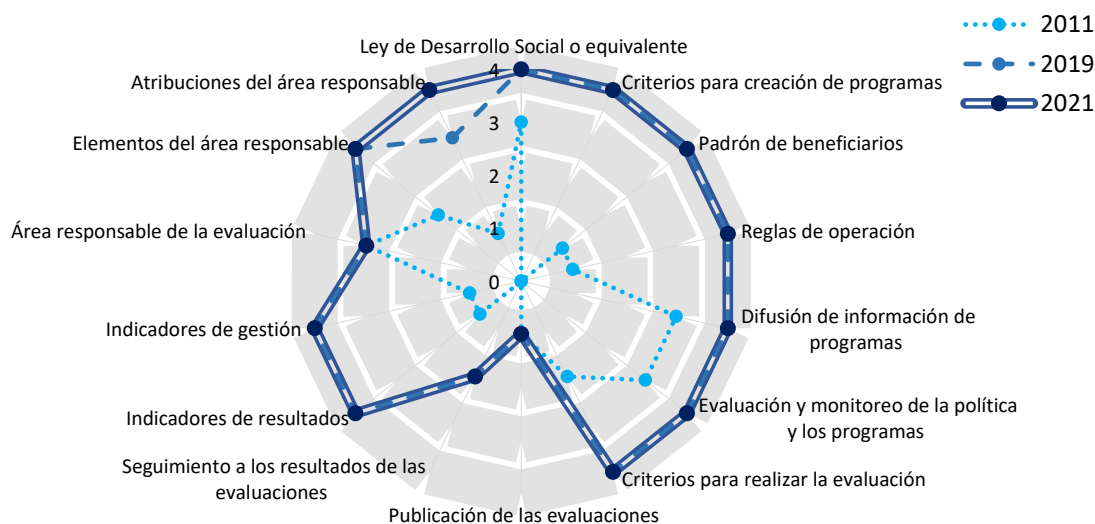 2011
2019
2021
Ley de Desarrollo Social o equivalente
Criterios para creación de programas
Padrón de beneficiarios
Reglas de operación
Difusión de información de
programas
Evaluación y monitoreo de la política
y los programas
Criterios para realizar la evaluación
Publicación de las evaluaciones
Seguimiento a los resultados de las
evaluaciones
Indicadores de resultados
Indicadores de gestión
Área responsable de la evaluación
Elementos del área responsable
Atribuciones del área responsable
4
3
2
1
0